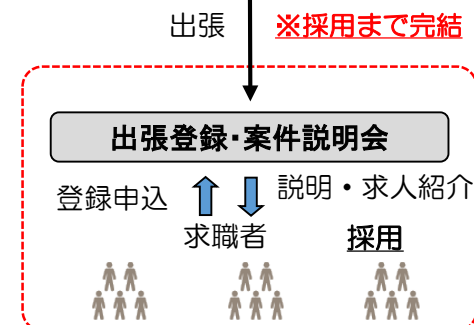 出張 ※採用まで完結
出張登録・案件説明会
登録申込 説明・求人紹介
求職者 採用